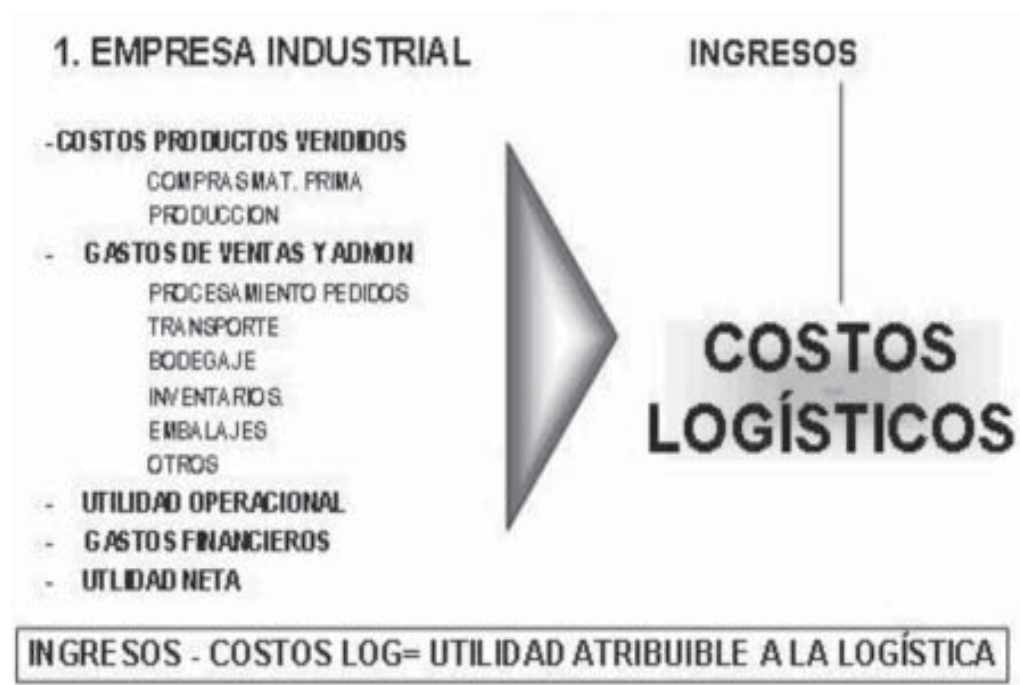 1. EMPRESA INDUSTRIAL
-COSTOS PRODUCTOS VENDIDOS
COMPRAS MAT. PRIMA
PRODUCCION
- GASTOS DE VENTAS Y ADMON
PROCESAMIENTO PEDIDOS
TRANSPORTE
BODEGAJE
INVENTARIOS.
EMBALAJES
OTROS
- UTILIDAD OPERACIONAL
- GASTOS FINANCIEROS
- UTLIDAD NETA
INGRESOS
COSTOS
LOGÍSTICOS
INGRESOS - COSTOS LOG= UTILIDAD ATRIBUIBLE A LA LOGÍSTICA